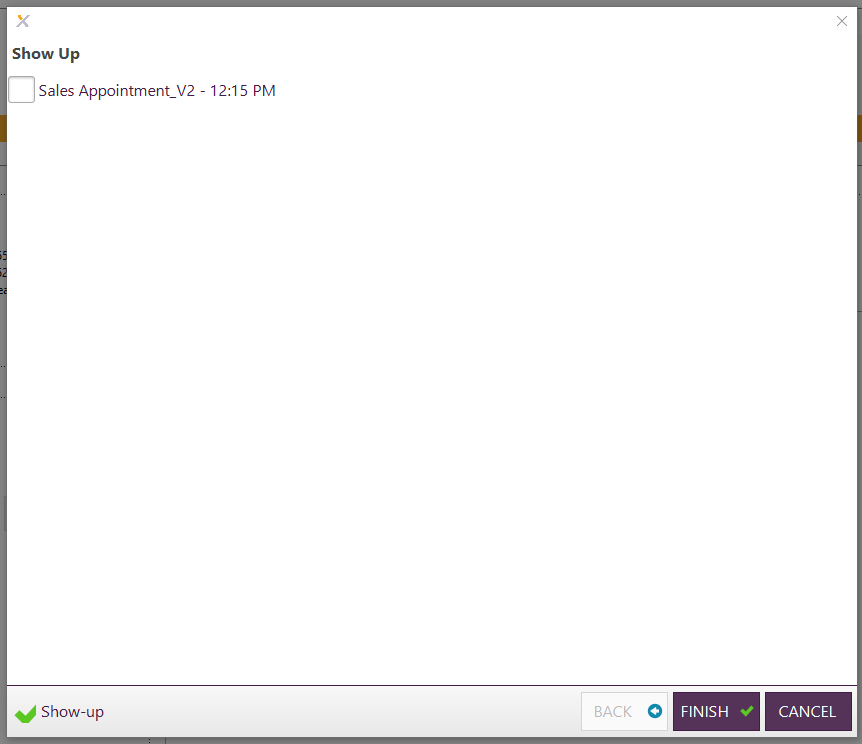 Show Up
Sales Appointment_V2 - 12:15 PM
Show-up
BACK
FINISH
CANCEL